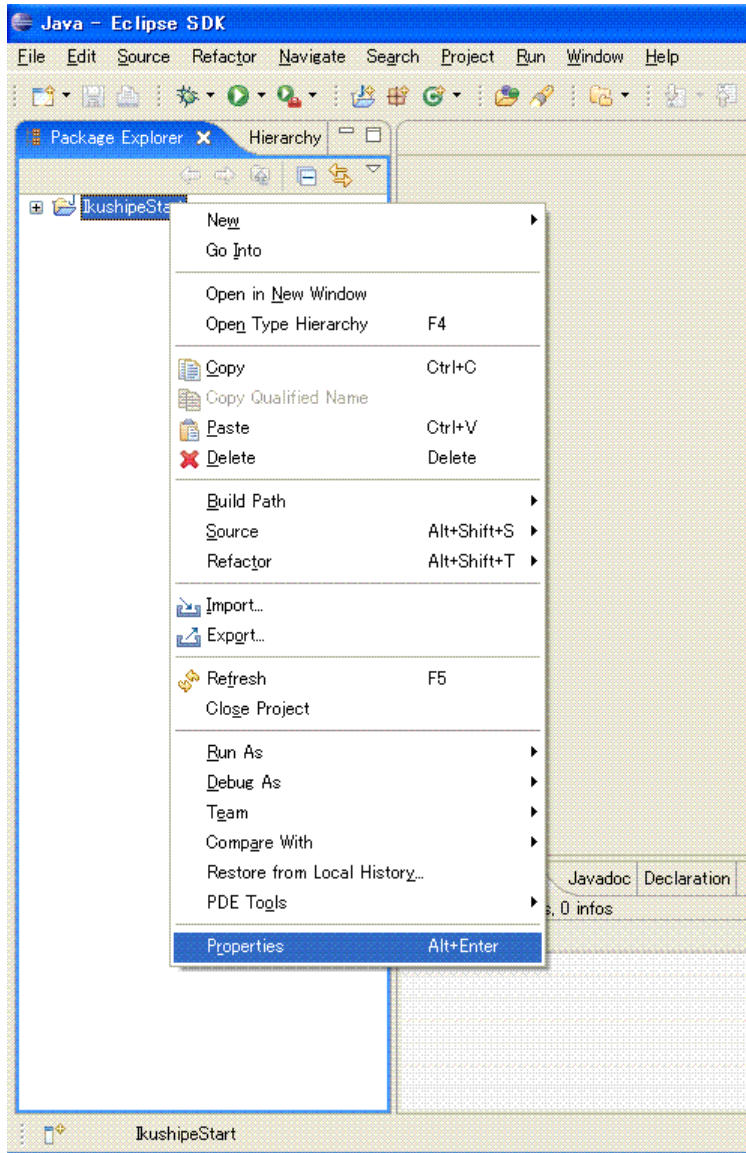 Java - Eclipse SDK
File Edit Source Refactor Navigate Search Project Run Window Help
Package Explorer Hierarchy
IkushipeStart
New
Go Into
Open in New Window
Open Type Hierarchy F4
Copy Ctrl+C
Copy Qualified Name
Paste Ctrl+V
Delete Delete
Build Path
Source Alt+Shift+S
Refactor Alt+Shift+T
Import...
Export...
Refresh F5
Close Project
Run As
Debug As
Team
Compare With
Restore from Local History...
PDE Tools
Javadoc Declaration
s, 0 infos
Properties Alt+Enter
IkushipeStart